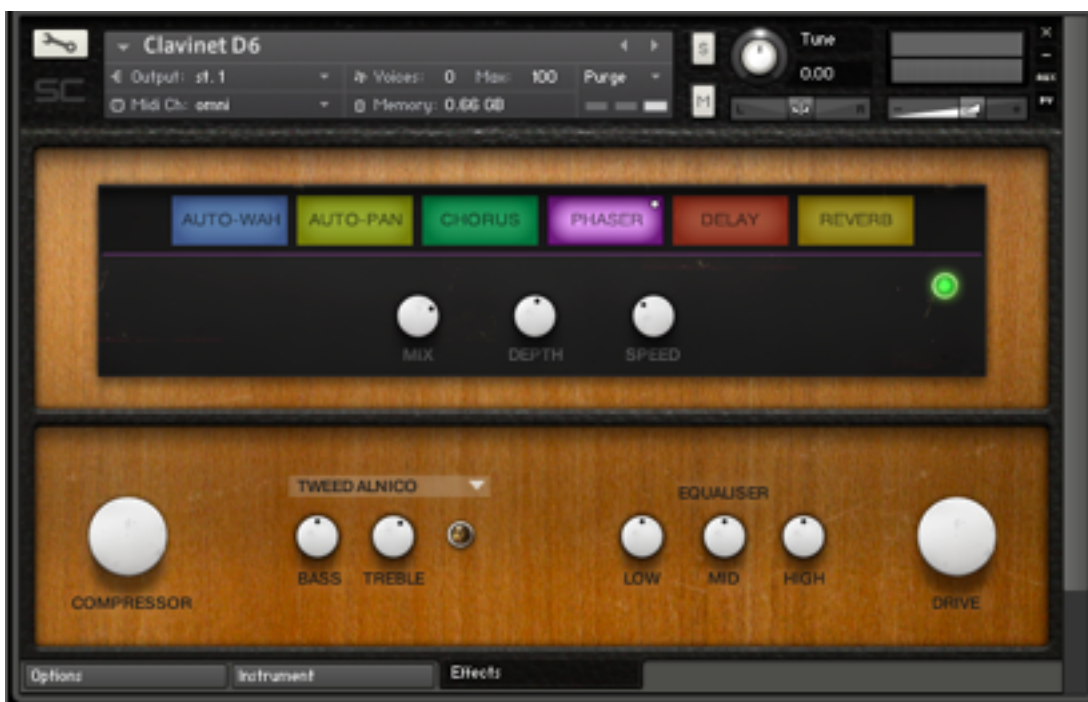 Clavinet D6
S
Tune
SC
Output: st. 1
Voices: 0 Max: 100
Purge
0.00
Midi Ch: omni
Memory: 0.66 GB
M
L
R
AUX
PV
AUTO-WAH
AUTO-PAN
CHORUS
PHASER
DELAY
REVERB
MIX
DEPTH
SPEED
TWEED ALNICO
EQUALISER
BASS
TREBLE
LOW
MID
HIGH
COMPRESSOR
DRIVE
Options
Instrument
Effects